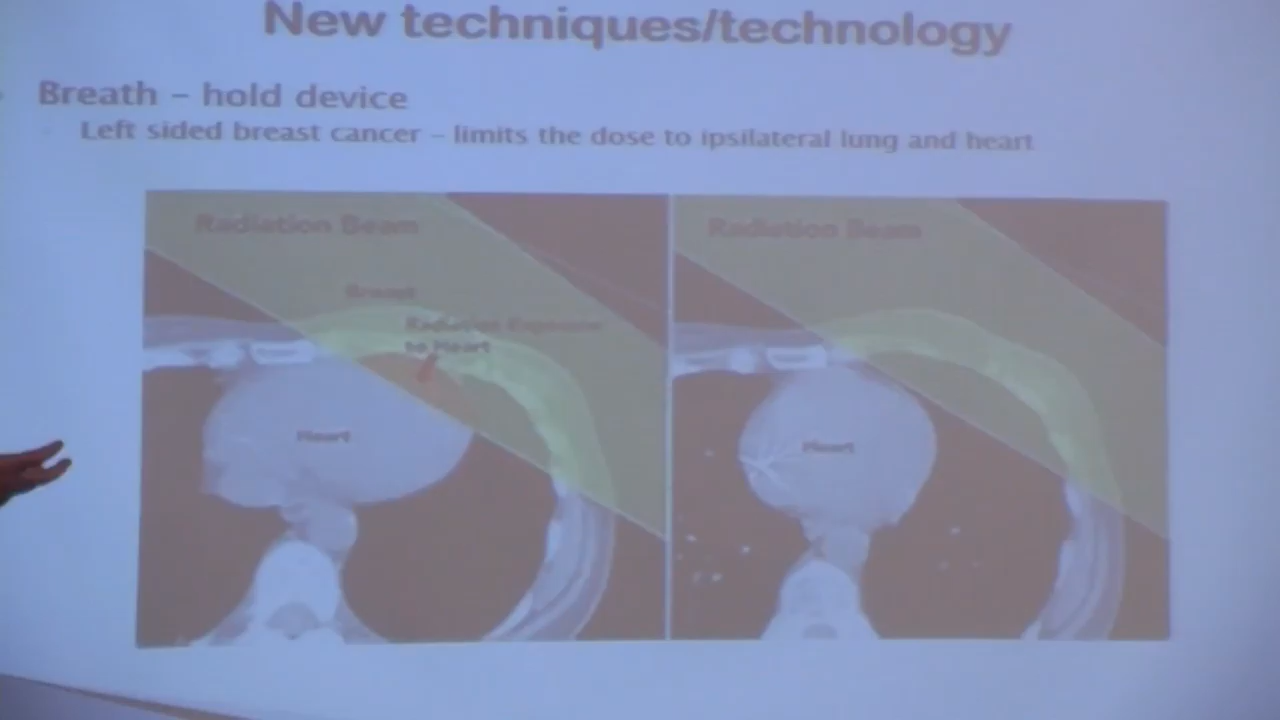 New techniques/technology
Breath – hold device
Left sided breast cancer – limits the dose to ipsilateral lung and heart
Radiation Beam
Breast
Radiation Exposure
to Heart
Heart
Radiation Beam
Heart